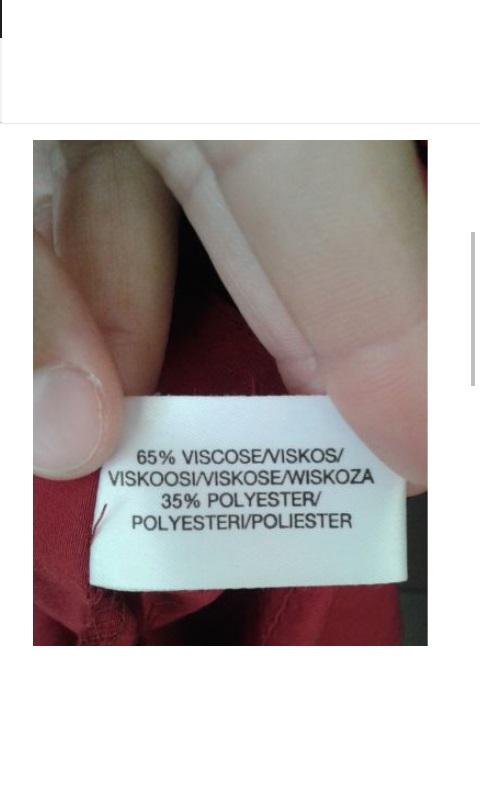 65% VISCOSE/VISKOS/
VISKOOSI/VISKOSE/WISKOZA
35% POLYESTER/
POLYESTERI/POLIESTER